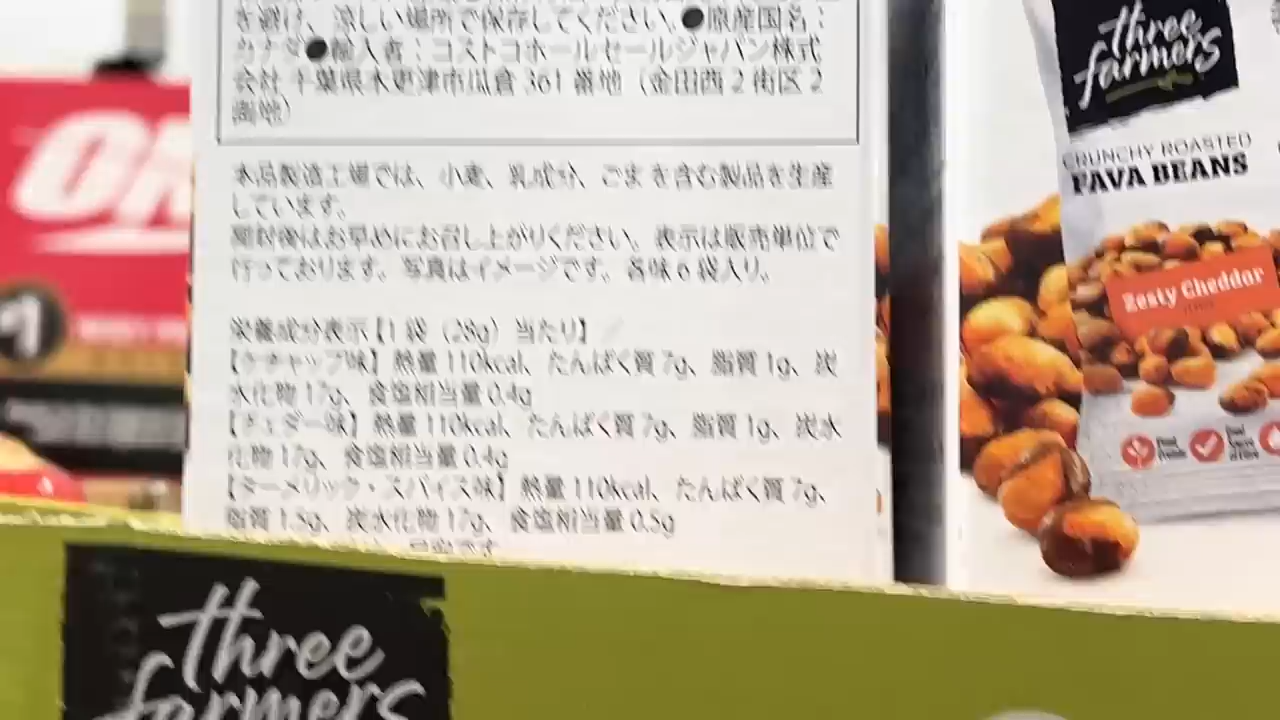 を避け、涼しい場所で保存してください。●原産国名：
カナダ●輸入者：コストコホールセールジャパン株式
会社 千葉県木更津市瓜倉 361 番地（金田西 2 街区 2
画地）
本品製造工場では、小麦、乳成分、ごまを含む製品を生産
しています。
開封後はお早めにお召し上がりください。表示は販売単位で
行っております。写真はイメージです。各味 6 袋入り。
栄養成分表示【1 袋（28g）当たり】
【ケチャップ味】熱量 110kcal、たんぱく質 7g、脂質 1g、炭
水化物 17g、食塩相当量 0.4g
【チェダー味】熱量 110kcal、たんぱく質 7g、脂質 1g、炭水
化物 17g、食塩相当量 0.4g
【ターメリック・スパイス味】熱量 110kcal、たんぱく質 7g、
脂質 1.5g、炭水化物 17g、食塩相当量 0.5g
three
farmers
CRUNCHY ROASTED
FAVA BEANS
Zesty Cheddar
#1
three
farmers